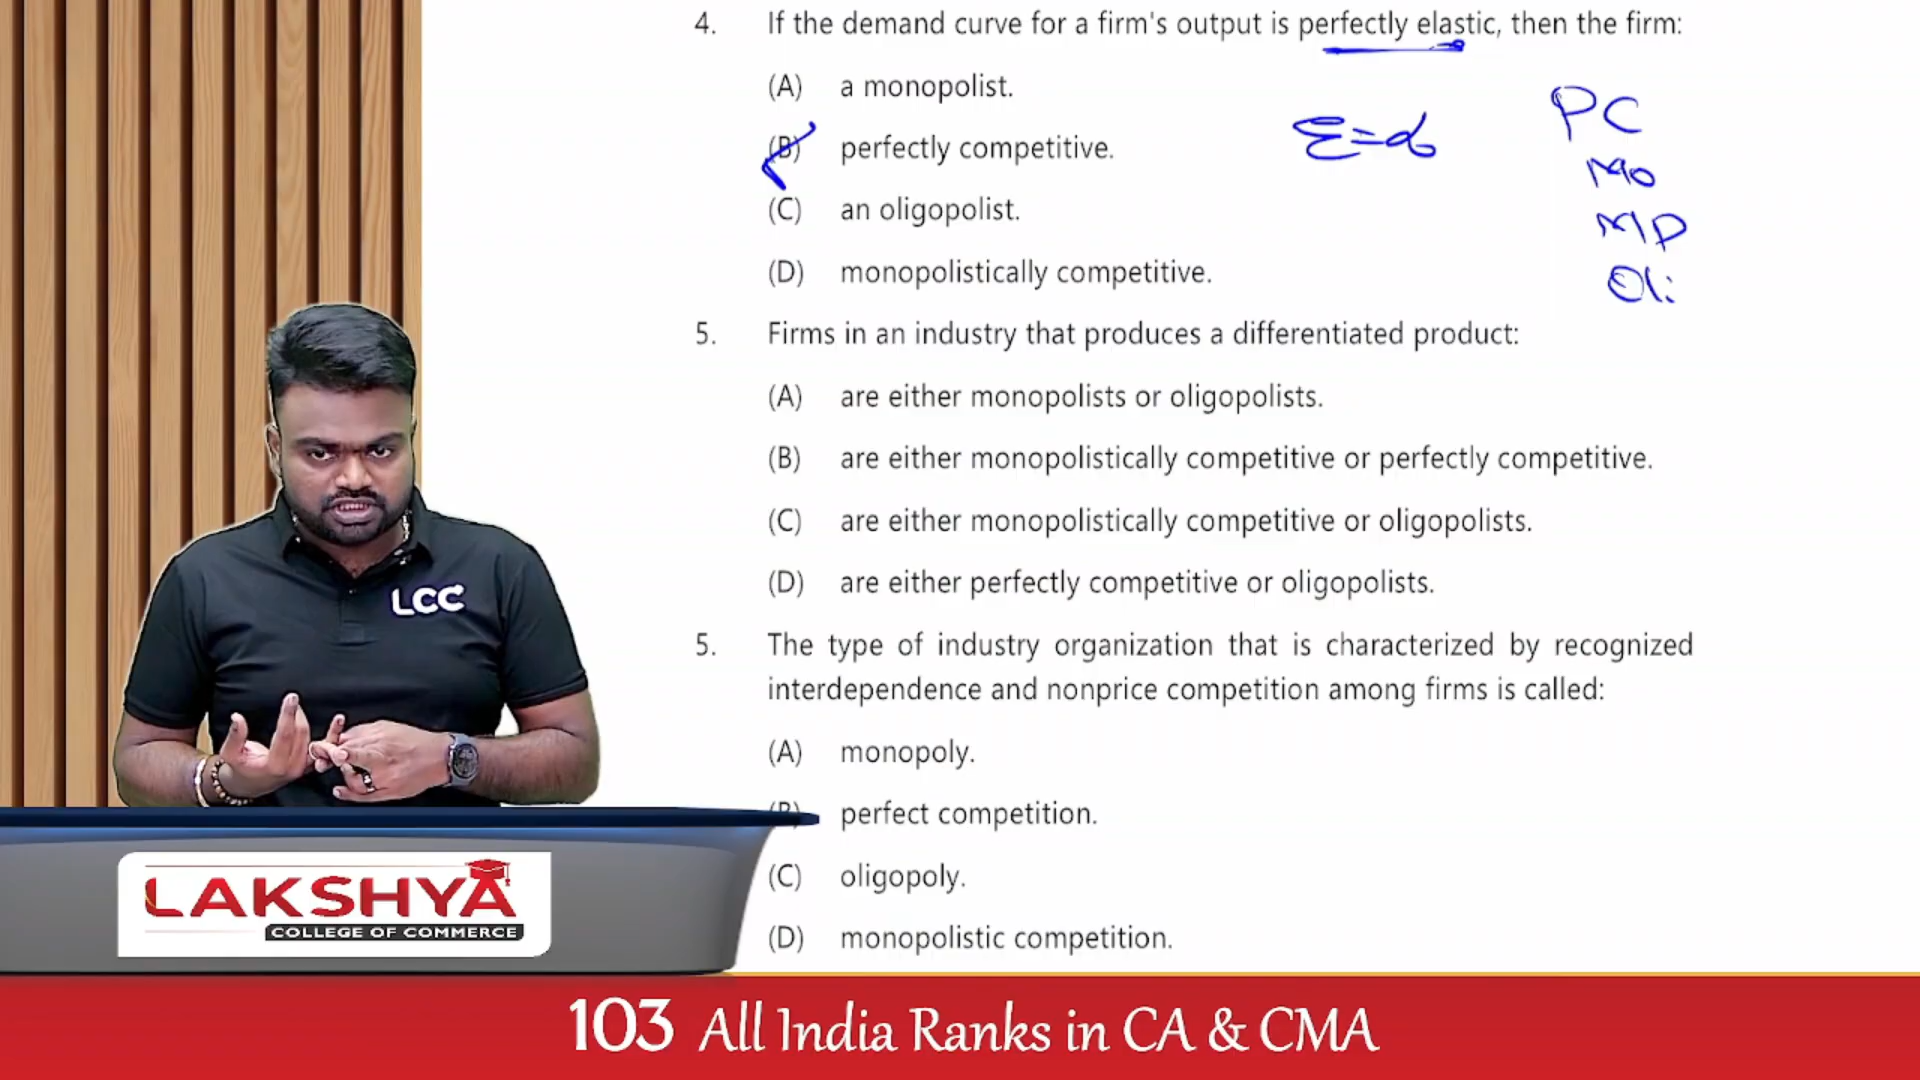 4. If the demand curve for a firm's output is perfectly elastic, then the firm:
(A) a monopolist.
(B) perfectly competitive.
(C) an oligopolist.
(D) monopolistically competitive.
E=α
PC
Mo
MP
Oli
5. Firms in an industry that produces a differentiated product:
(A) are either monopolists or oligopolists.
(B) are either monopolistically competitive or perfectly competitive.
(C) are either monopolistically competitive or oligopolists.
(D) are either perfectly competitive or oligopolists.
5. The type of industry organization that is characterized by recognized
interdependence and nonprice competition among firms is called:
(A) monopoly.
(B) perfect competition.
(C) oligopoly.
(D) monopolistic competition.
LCC
LAKSHYA
COLLEGE OF COMMERCE
103 All India Ranks in CA & CMA